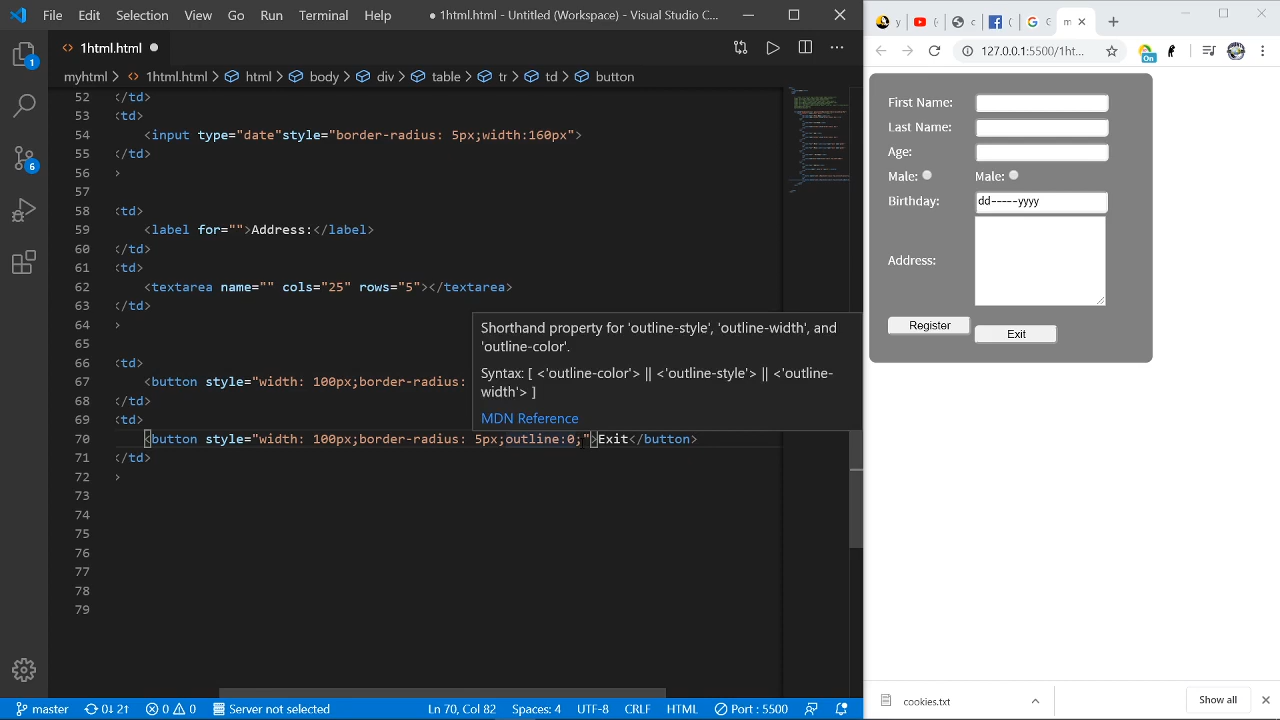 File Edit Selection View Go Run Terminal Help ● 1html.html - Untitled (Workspace) - Visual Studio C...
1html.html ●
myhtml > 1html.html > html > body > div > table > tr > td > button
52 </td>
53 <td>
54 <input type="date"style="border-radius: 5px;width:160px">
55 </td>
56
57
58 <td>
59 <label for="">Address:</label>
60 </td>
61 <td>
62 <textarea name="" cols="25" rows="5"></textarea>
63 </td>
64 >
65
66 <td>
67 <button style="width: 100px;border-radius:
68 </td>
69 <td>
70 <button style="width: 100px;border-radius: 5px;outline:0;">Exit</button>
71 </td>
72 >
73
74
75
76
77
78
79
Shorthand property for 'outline-style', 'outline-width', and
'outline-color'.
Syntax: [ <'outline-color'> || <'outline-style'> || <'outline-
width'> ]
MDN Reference
1
6
master 0↓ 2↑ 0 0 Server not selected Ln 70, Col 82 Spaces: 4 UTF-8 CRLF HTML Port : 5500
y ( c ( G m
127.0.0.1:5500/1ht...
On
First Name:
Last Name:
Age:
Male: Male:
Birthday: dd-----yyyy
Address:
Register Exit
cookies.txt Show all